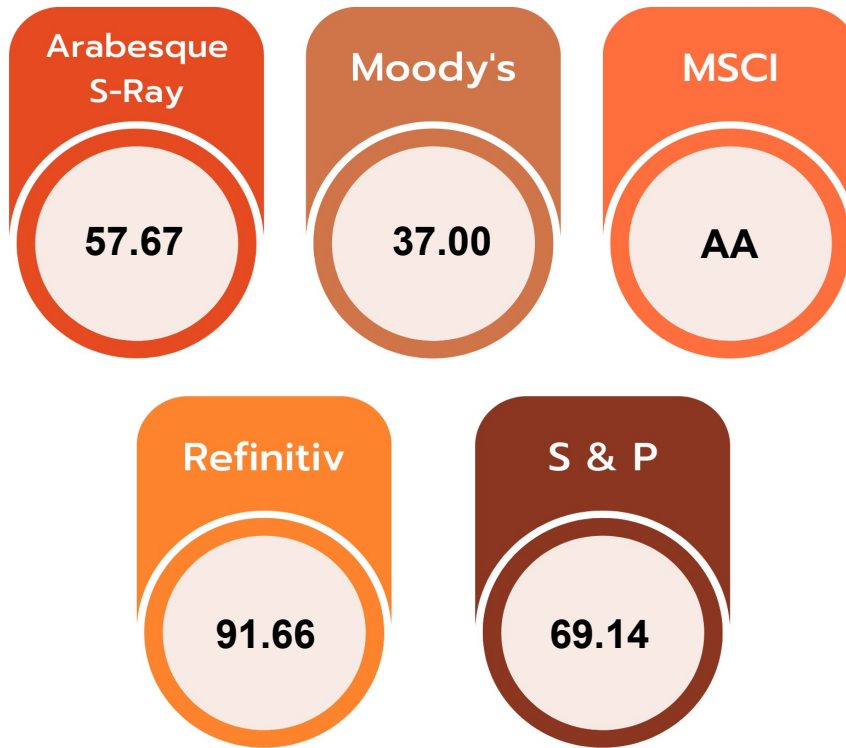 Arabesque
S-Ray
57.67
Moody's
37.00
MSCI
AA
Refinitiv
91.66
S & P
69.14